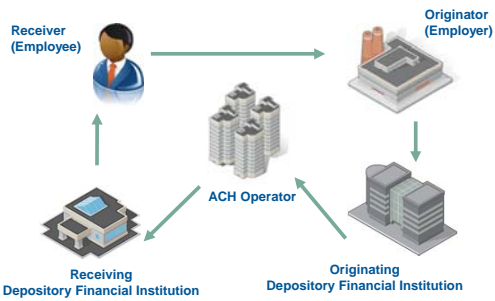 Receiver
(Employee)
Originator
(Employer)
ACH Operator
Receiving
Depository Financial Institution
Originating
Depository Financial Institution